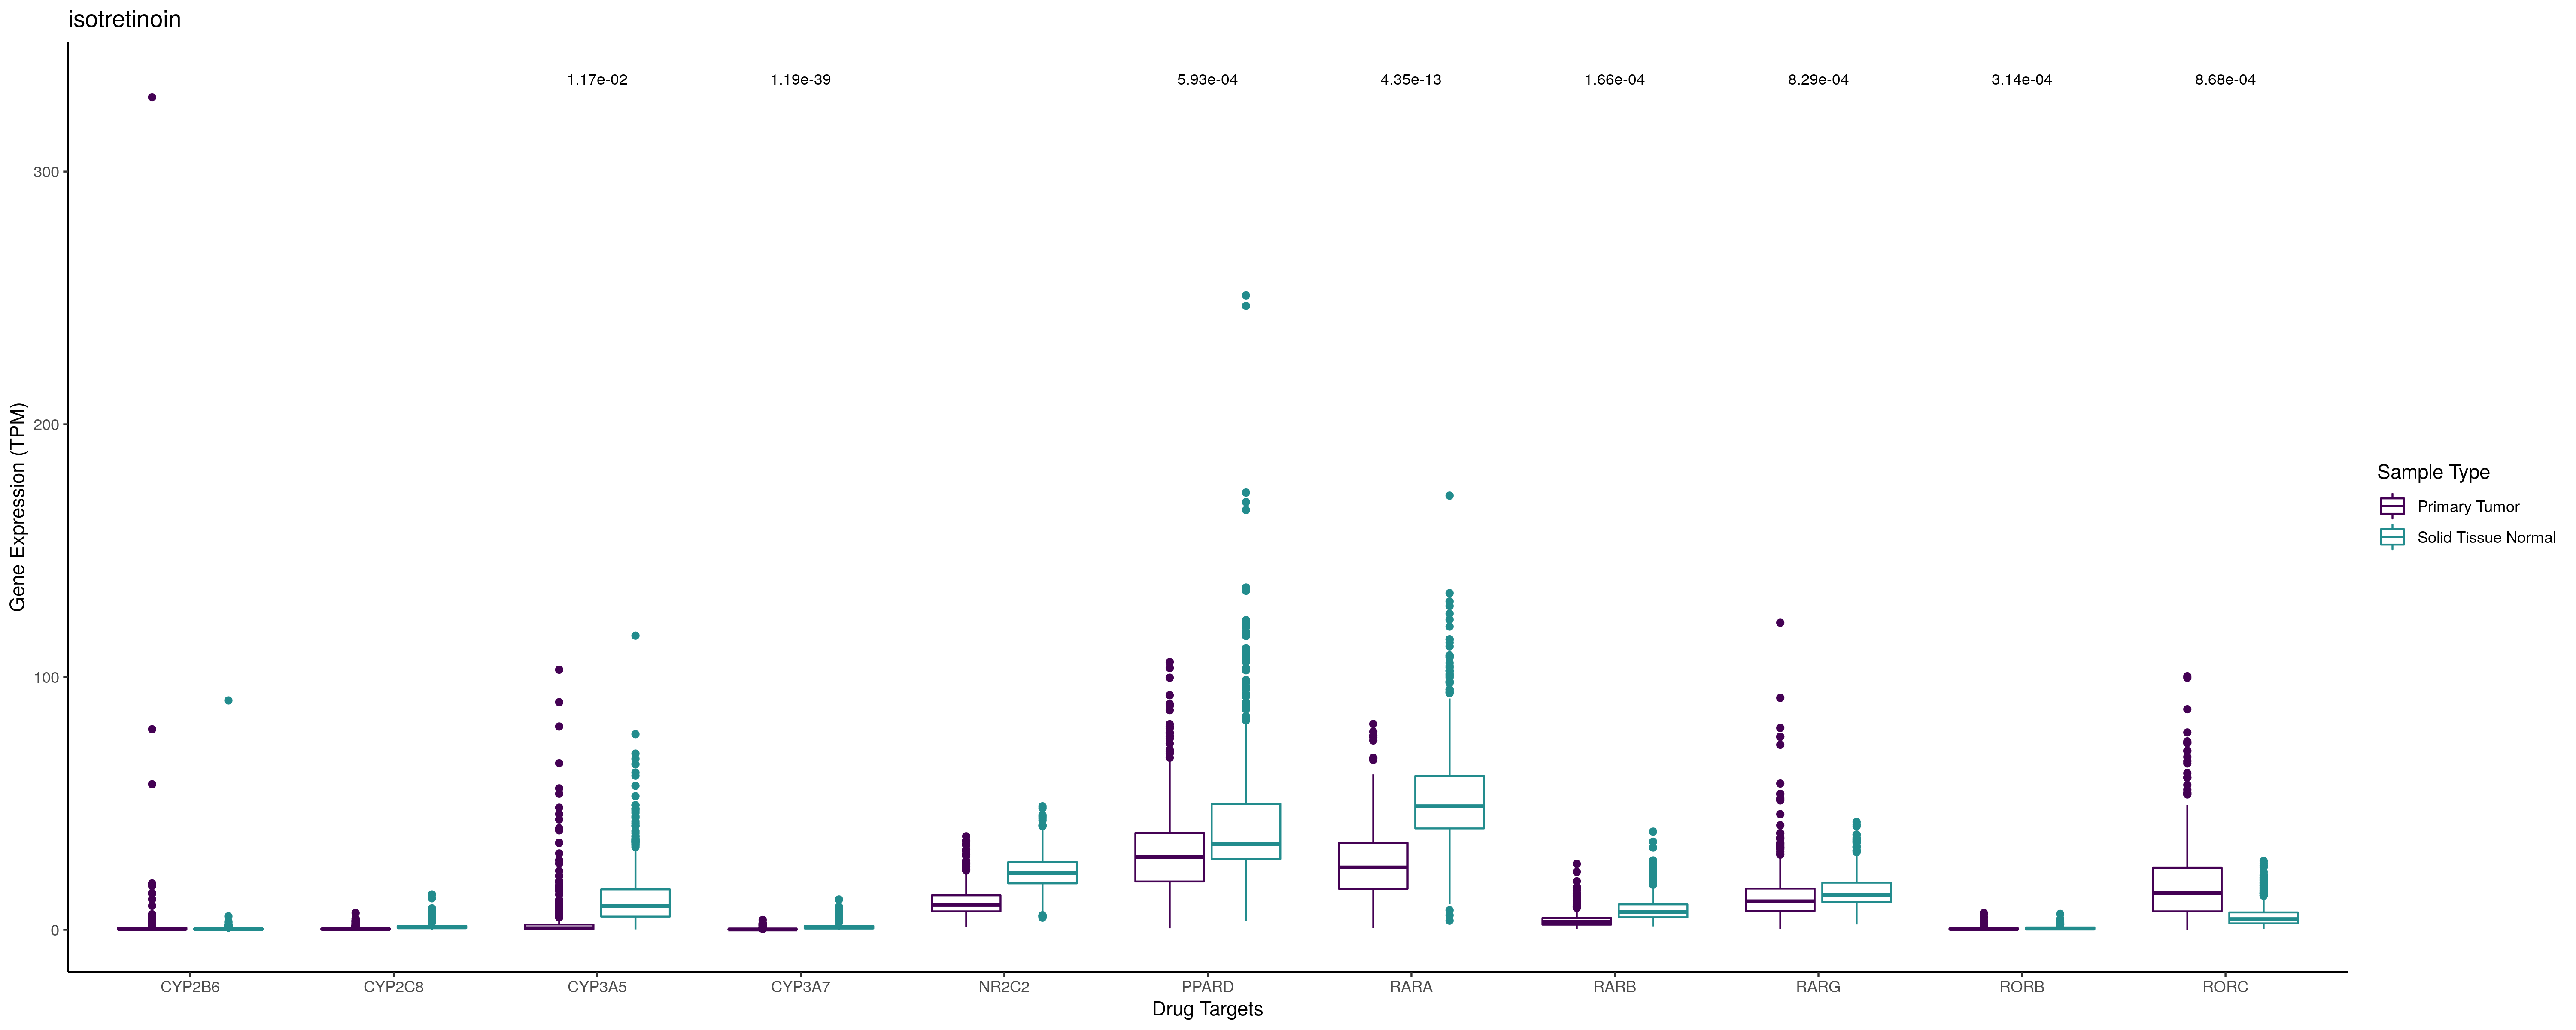 isotretinoin
1.17e-02 1.19e-39 5.93e-04 4.35e-13 1.66e-04 8.29e-04 3.14e-04 8.68e-04
300
200
100
0
Gene Expression (TPM)
CYP2B6 CYP2C8 CYP3A5 CYP3A7 NR2C2 PPARD RARA RARB RARG RORB RORC
Drug Targets
Sample Type
Primary Tumor
Solid Tissue Normal